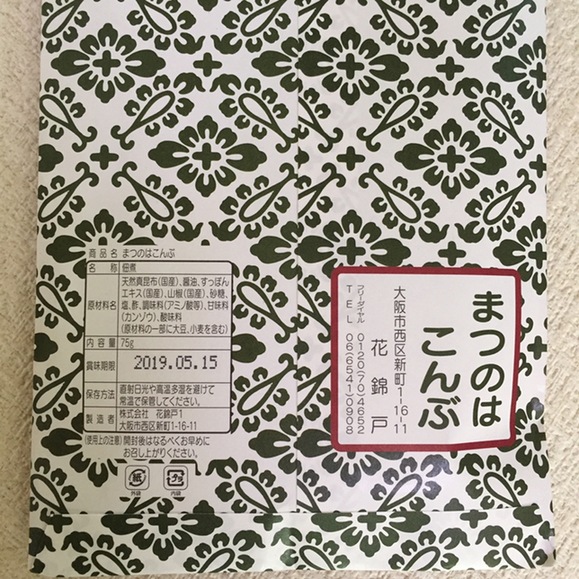 商品名 まつのはこんぶ
名 称 佃煮
原材料名 天然真昆布(国産)、醤油、すっぽん
エキス(国産)、山椒(国産)、砂糖、
塩、酢、調味料(アミノ酸等)、甘味料
(カンゾウ)、酸味料
(原材料の一部に大豆、小麦を含む)
内容量 75g
賞味期限 2019.05.15
保存方法 直射日光や高温多湿を避けて
常温で保管してください。
製造者 株式会社 花錦戸1
大阪市西区新町1-16-11
(使用上の注意)開封後はなるべくお早めに
お召し上がりください。
紙
外袋
プラ
内袋
まつのは
こんぶ
大阪市西区新町1-16-11
花錦戸
フリーダイヤル 0120(70)4652
TEL 06(6541)0908